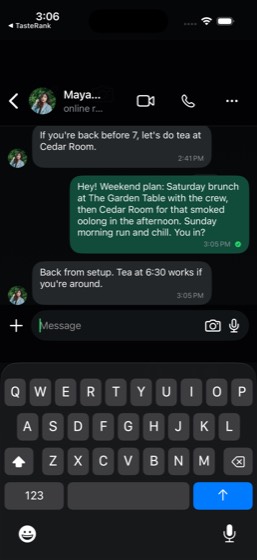 3:06
◀ TasteRank
Maya...
online r...
If you're back before 7, let's do tea at
Cedar Room.
2:41 PM
Hey! Weekend plan: Saturday brunch
at The Garden Table with the crew,
then Cedar Room for that smoked
oolong in the afternoon. Sunday
morning run and chill. You in?
3:05 PM
Back from setup. Tea at 6:30 works if
you're around.
3:05 PM
Message
Q W E R T Y U I O P
A S D F G H J K L
Z X C V B N M
123